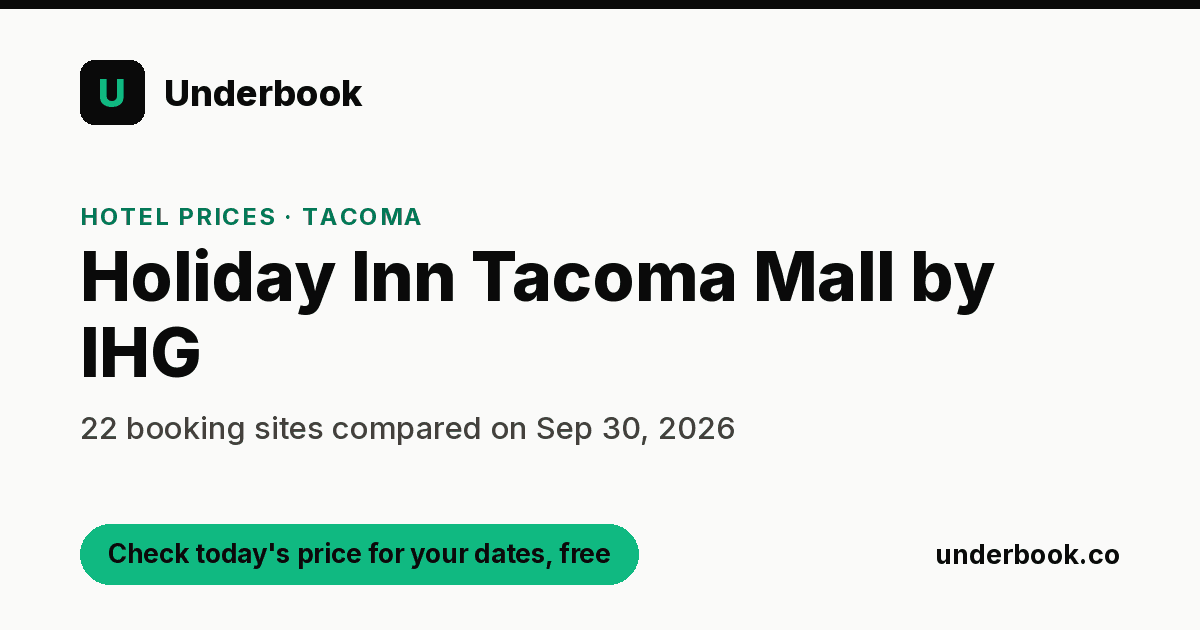 U Underbook
HOTEL PRICES · TACOMA
Holiday Inn Tacoma Mall by
IHG
22 booking sites compared on Sep 30, 2026
Check today's price for your dates, free
underbook.co